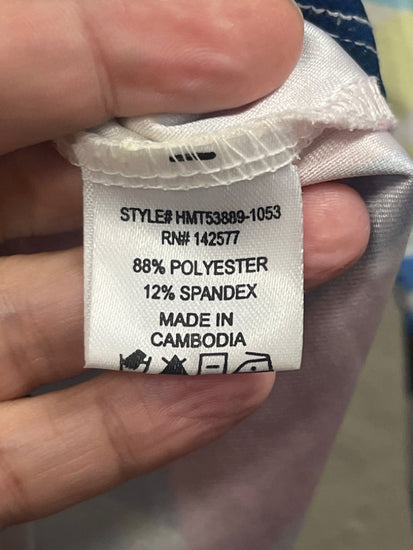 STYLE# HMT53889-1053
RN# 142577
88% POLYESTER
12% SPANDEX
MADE IN
CAMBODIA